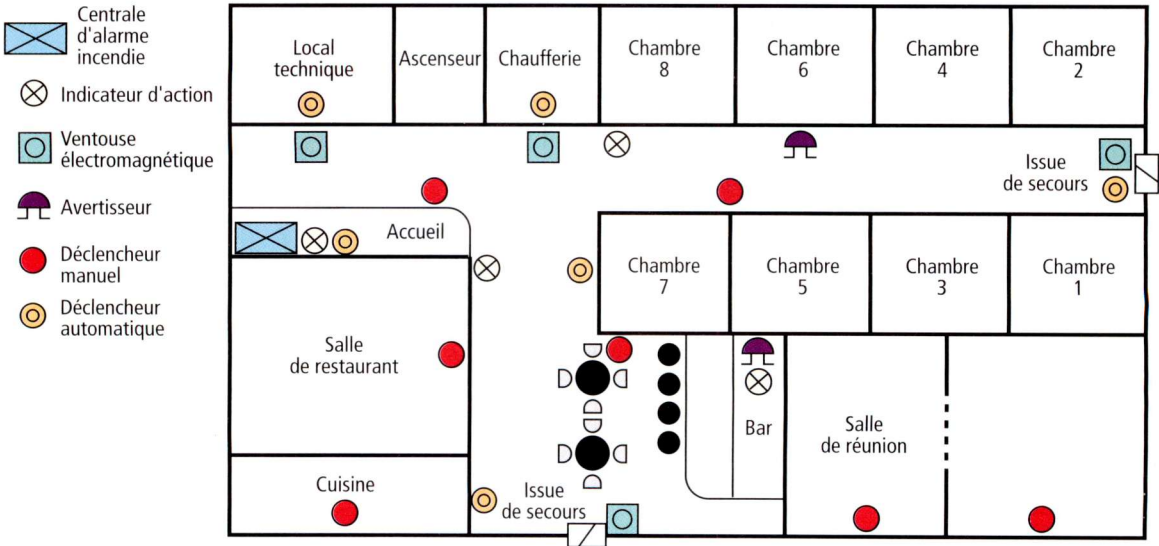 Centrale
d'alarme
incendie
Indicateur d'action
Ventouse
électromagnétique
Avertisseur
Déclencheur
manuel
Déclencheur
automatique
Local
technique
Ascenseur
Chaufferie
Chambre
8
Chambre
6
Chambre
4
Chambre
2
Issue
de secours
Accueil
Chambre
7
Chambre
5
Chambre
3
Chambre
1
Salle
de restaurant
Bar
Salle
de réunion
Cuisine
Issue
de secours